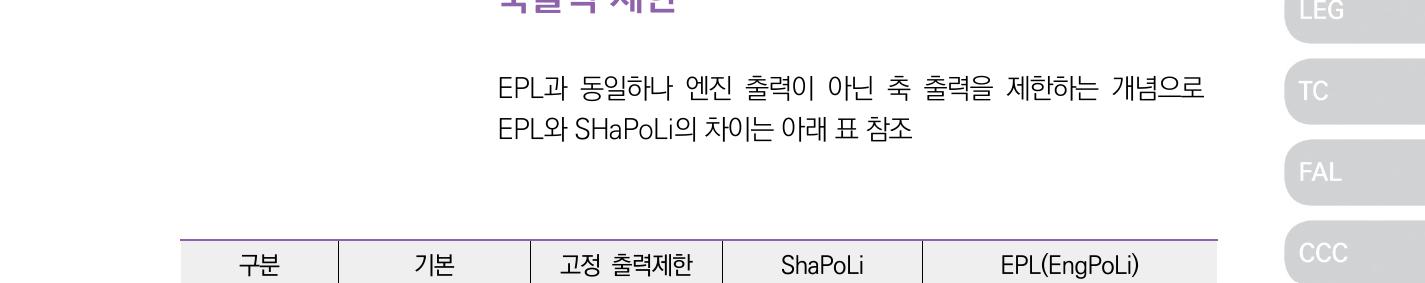 LEG
EPL과 동일하나 엔진 출력이 아닌 축 출력을 제한하는 개념으로
TC
EPL와 SHaPoLi의 차이는 아래 표 참조
FAL
구분 기본 고정 출력제한 ShaPoLi EPL(EngPoLi)
CCC